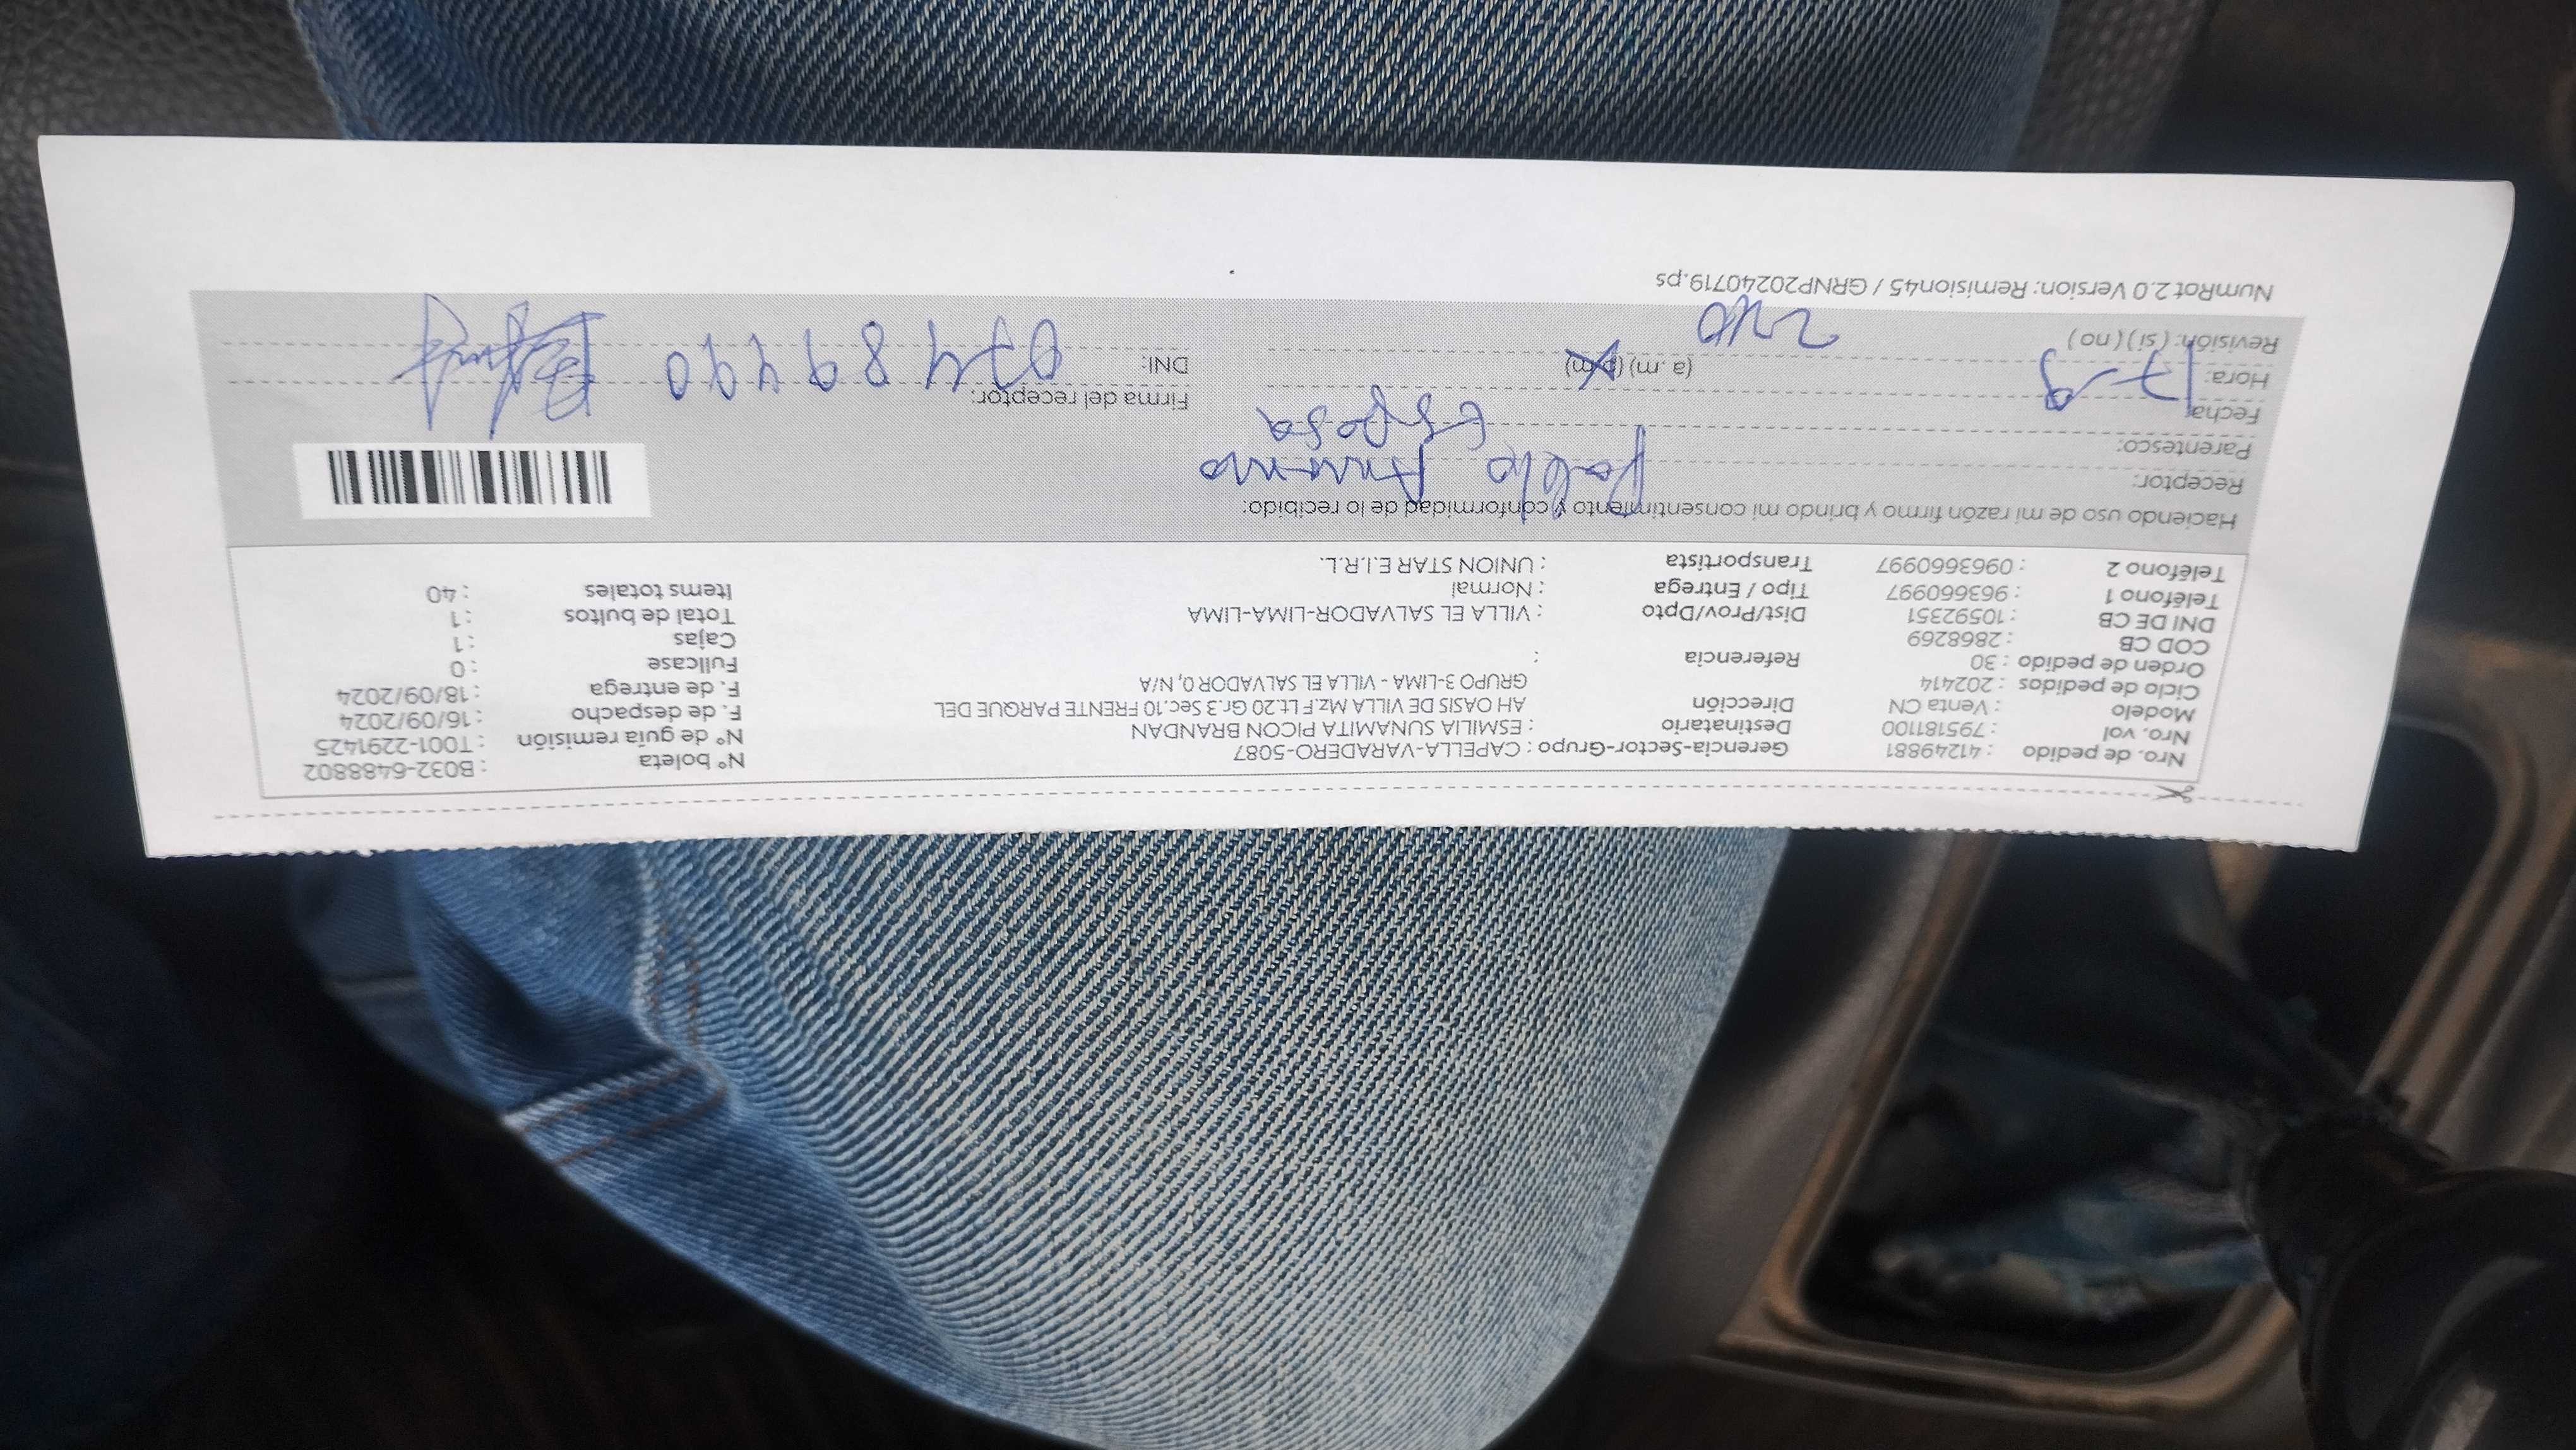 Nro. de pedido : 41249881 Gerencia-Sector-Grupo : CAPELLA-VARADERO-5087 N° boleta : B032-6488802
Nro. vol : 795181100 Destinatario : ESMILIA SUNAMITA PICON BRANDAN N° de guía remisión : T001-2291425
Modelo : Venta CN Dirección AH OASIS DE VILLA Mz.F Lt.20 Gr.3 Sec.10 FRENTE PARQUE DEL F. de despacho : 16/09/2024
Ciclo de pedidos : 202414 GRUPO 3-LIMA - VILLA EL SALVADOR 0, N/A F. de entrega : 18/09/2024
Orden de pedido : 30 Referencia : Fullcase : 0
COD CB : 2868269 Cajas : 1
DNI DE CB : 10592351 Dist/Prov/Dpto : VILLA EL SALVADOR-LIMA-LIMA Total de bultos : 1
Teléfono 1 : 963660997 Tipo / Entrega : Normal Items totales : 40
Teléfono 2 : 0963660997 Transportista : UNION STAR E.I.R.L.
Haciendo uso de mi razón firmo y brindo mi consentimiento y conformidad de lo recibido:
Receptor: Pablo
Parentesco: Esposa
Fecha: 17-9 Firma del receptor:
Hora: 240 (a. m) (p.m) DNI: 07489490
Revisión: (si) (no)
NumRot 2.0 Version: Remision45 / GRNP20240719.ps